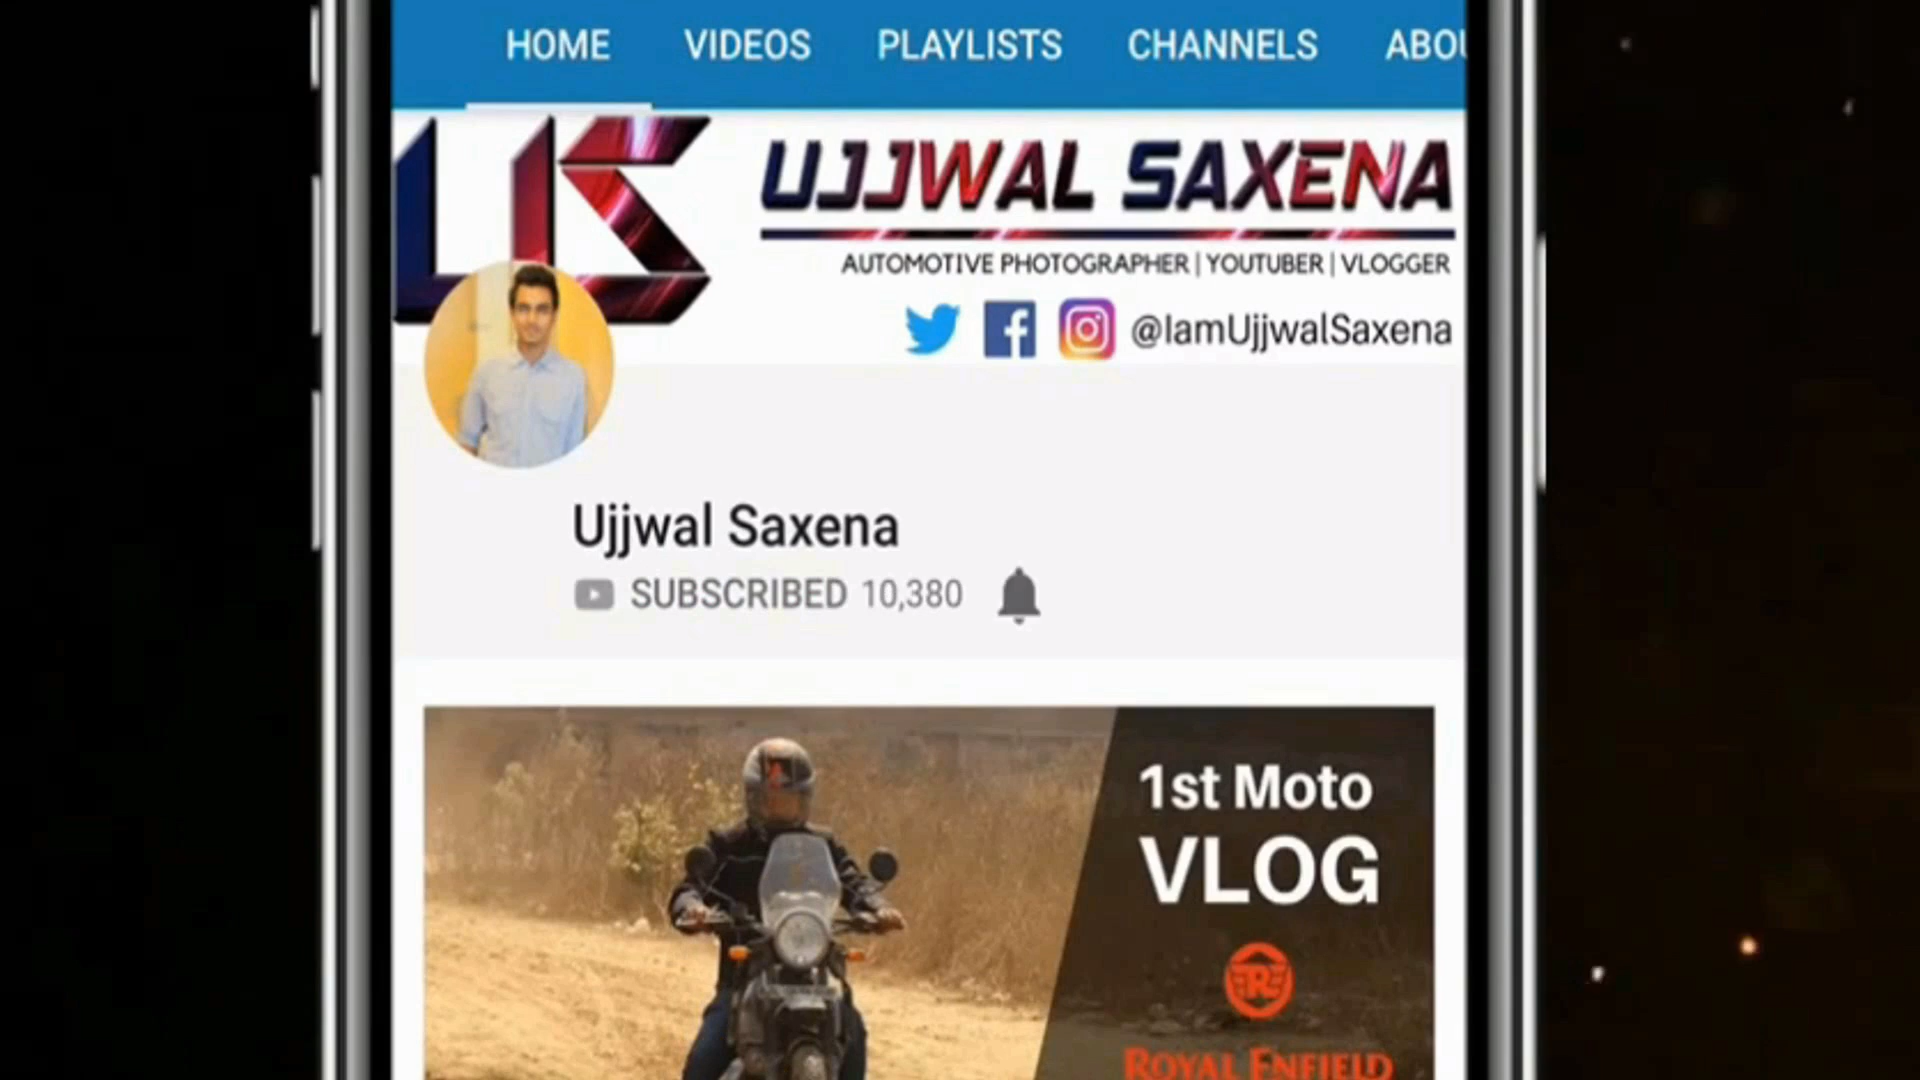 HOME VIDEOS PLAYLISTS CHANNELS ABOU
US
UJJWAL SAXENA
AUTOMOTIVE PHOTOGRAPHER | YOUTUBER | VLOGGER
@IamUjjwalSaxena
Ujjwal Saxena
SUBSCRIBED 10,380
1st Moto
VLOG
R
ROYAL ENFIELD